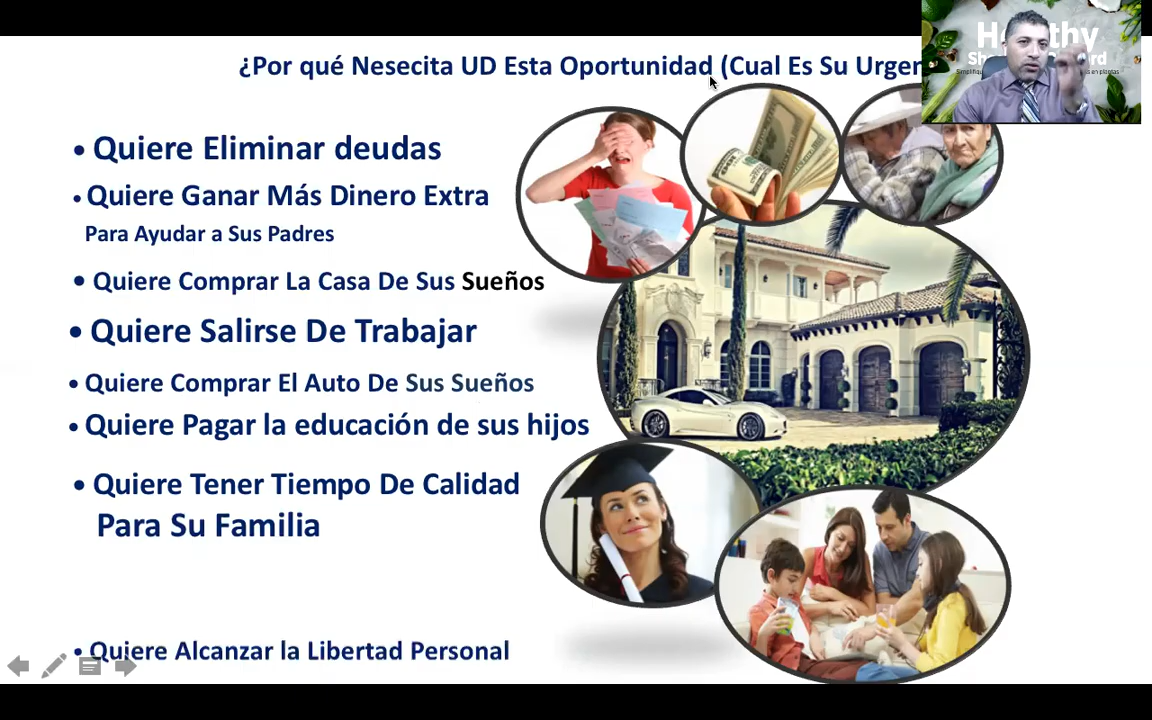 ¿Por qué Nesecita UD Esta Oportunidad (Cual Es Su Urgen
• Quiere Eliminar deudas
• Quiere Ganar Más Dinero Extra
Para Ayudar a Sus Padres
• Quiere Comprar La Casa De Sus Sueños
• Quiere Salirse De Trabajar
• Quiere Comprar El Auto De Sus Sueños
• Quiere Pagar la educación de sus hijos
• Quiere Tener Tiempo De Calidad
Para Su Familia
• Quiere Alcanzar la Libertad Personal